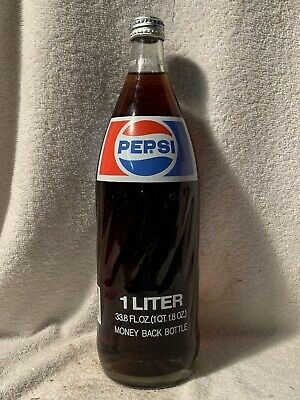 PEPSI
1 LITER
33.8 FL.OZ. (1 QT. 1.8 OZ.)
MONEY BACK BOTTLE